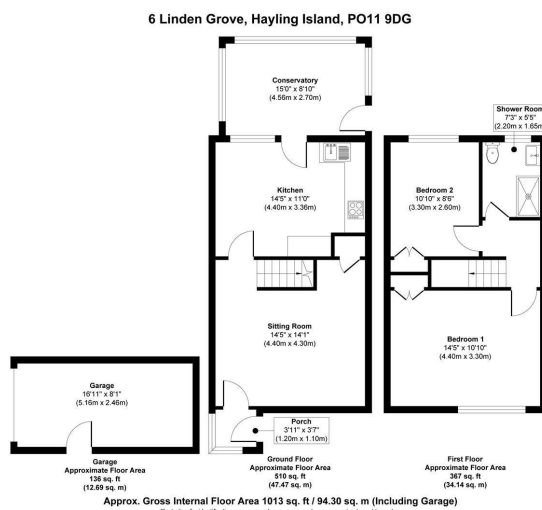 6 Linden Grove, Hayling Island, PO11 9DG
Conservatory
15'0" x 8'10"
(4.56m x 2.70m)
Kitchen
14'5" x 11'0"
(4.40m x 3.36m)
Sitting Room
14'5" x 14'1"
(4.40m x 4.30m)
Porch
3'11" x 3'7"
(1.20m x 1.10m)
Ground Floor
Approximate Floor Area
510 sq. ft
(47.47 sq. m)
Shower Room
7'3" x 5'5"
(2.20m x 1.65m)
Bedroom 2
10'10" x 8'6"
(3.30m x 2.60m)
Bedroom 1
14'5" x 10'10"
(4.40m x 3.30m)
First Floor
Approximate Floor Area
367 sq. ft
(34.14 sq. m)
Garage
16'11" x 8'1"
(5.16m x 2.46m)
Garage
Approximate Floor Area
136 sq. ft
(12.69 sq. m)
Approx. Gross Internal Floor Area 1013 sq. ft / 94.30 sq. m (Including Garage)